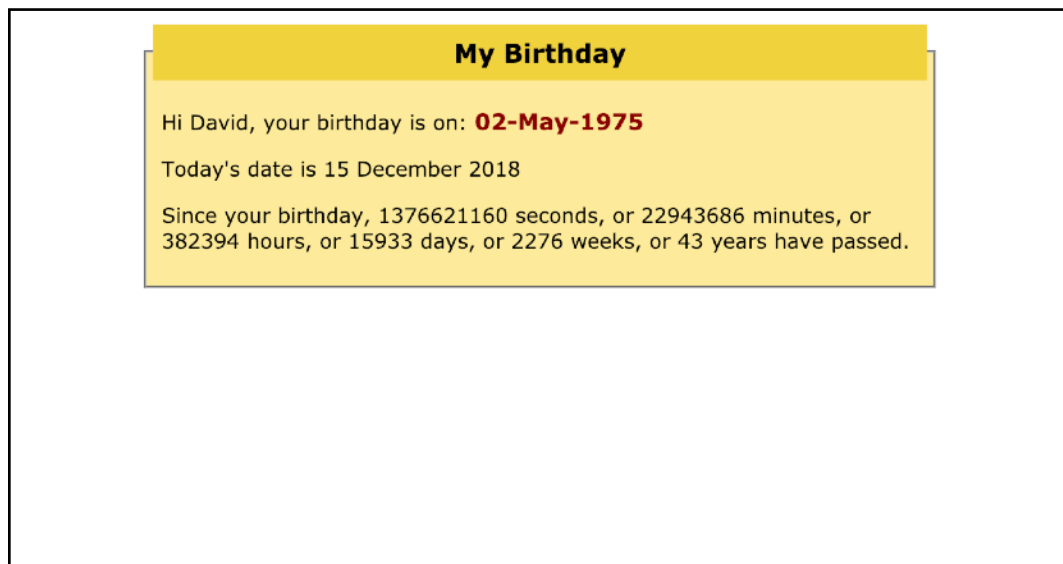 My Birthday
Hi David, your birthday is on: 02-May-1975
Today's date is 15 December 2018
Since your birthday, 1376621160 seconds, or 22943686 minutes, or
382394 hours, or 15933 days, or 2276 weeks, or 43 years have passed.